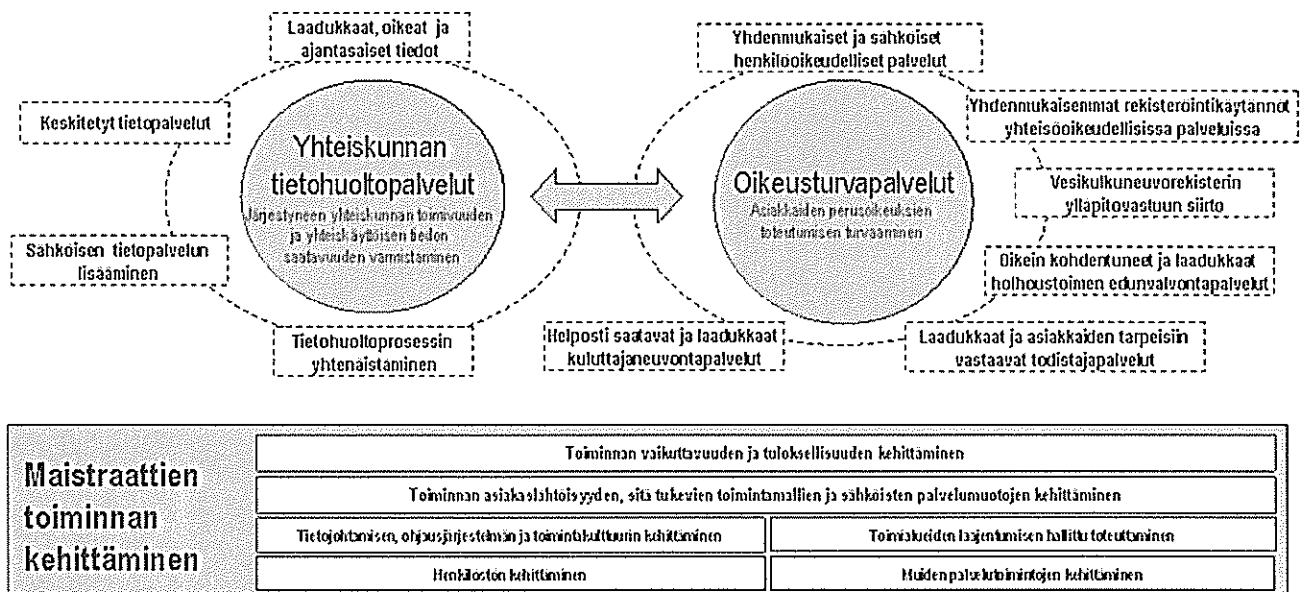 Laadukkaat, oikeat ja
ajantasaiset tiedot
Keskitetyt tietopalvelut
Yhteiskunnan
tietohuoltopalvelut
Järjestyneen yhteiskunnan toimivuuden
ja yhteiskäyttöisen tiedon
saatavuuden varmistaminen
Sähköisen tietopalvelun
lisääminen
Tietohuoltoprosessin
yhtenäistäminen
Yhdenmukaiset ja sähköiset
henkilöoikeudelliset palvelut
Yhdenmukaisemmat rekisteröintikäytännöt
yhteisöoikeudellisissa palveluissa
Oikeusturvapalvelut
Asiakkaiden perusoikeuksien
toteutumisen turvaaminen
Vesikulkuneuvorekisterin
ylläpitovastuun siirto
Oikein kohdentuneet ja laadukkaat
holhoustoimen edunvalvontapalvelut
Helposti saatavat ja laadukkaat
kuluttajaneuvontapalvelut
Laadukkaat ja asiakkaiden tarpeisiin
vastaavat todistajapalvelut
Maistraattien
toiminnan
kehittäminen
Toiminnan vaikuttavuuden ja tuloksellisuuden kehittäminen
Toiminnan asiakaslähtöisyyden, sitä tukevien toimintamallien ja sähköisten palvelumuotojen kehittäminen
Tietojohtamisen, ohjausjärjestelmän ja toimintakulttuurin kehittäminen
Toimialueiden laajentumisen hallittu toteuttaminen
Henkilöstön kehittäminen
Muiden palvelutoimintojen kehittäminen